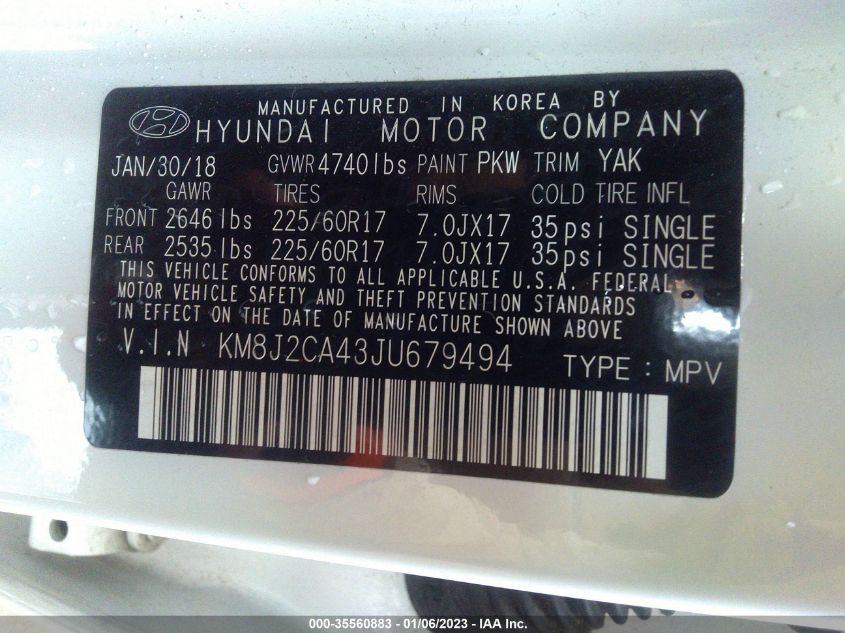 MANUFACTURED IN KOREA BY
HYUNDAI MOTOR COMPANY
JAN/30/18 GVWR 4740lbs PAINT PKW TRIM YAK
GAWR TIRES RIMS COLD TIRE INFL
FRONT 2646lbs 225/60R17 7.0JX17 35psi SINGLE
REAR 2535lbs 225/60R17 7.0JX17 35psi SINGLE
THIS VEHICLE CONFORMS TO ALL APPLICABLE U.S.A. FEDERAL
MOTOR VEHICLE SAFETY AND THEFT PREVENTION STANDARDS
IN EFFECT ON THE DATE OF MANUFACTURE SHOWN ABOVE
V.I.N KM8J2CA43JU679494 TYPE : MPV
000-35560883 - 01/06/2023 - IAA Inc.